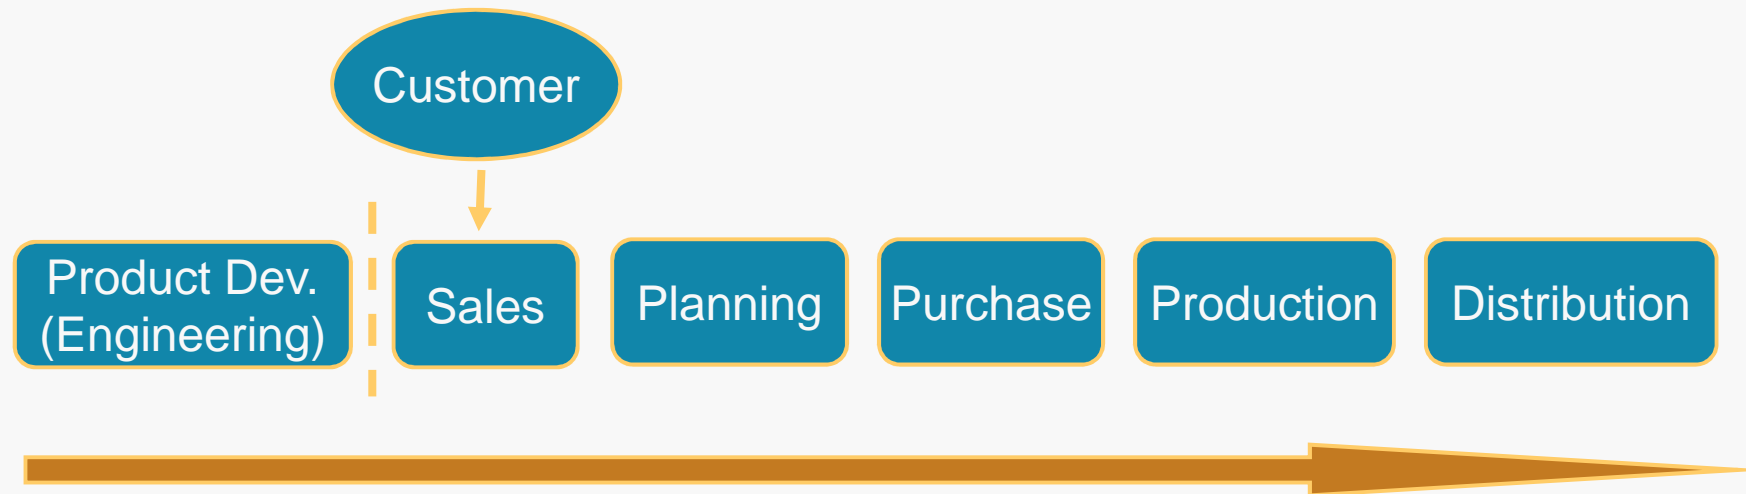 Customer
Product Dev.
(Engineering)
Sales
Planning
Purchase
Production
Distribution